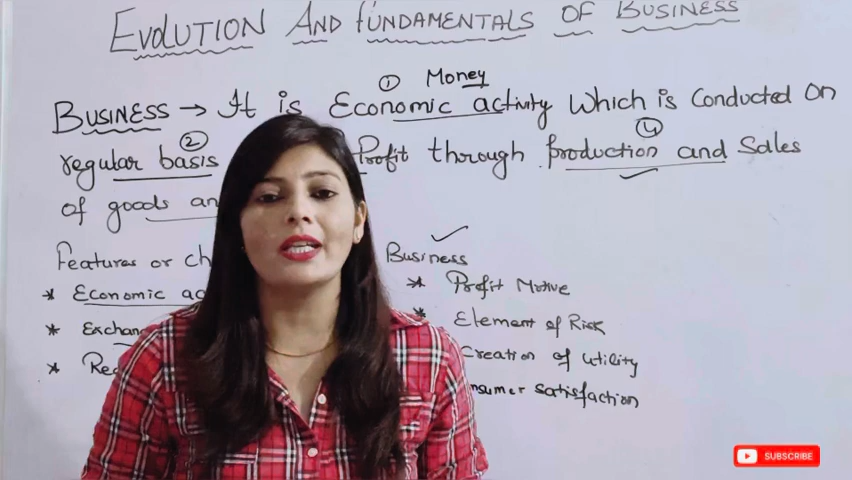 EVOLUTION AND FUNDAMENTALS OF BUSINESS
① Money
BUSINESS → It is Economic activity Which is Conducted On
② ④
regular basis Profit through production and Sales
of goods an
Features or ch Business
* Economic ac * Profit Motive
* Exchan * Element of Risk
* Re Creation of Utility
nsumer satisfaction
SUBSCRIBE